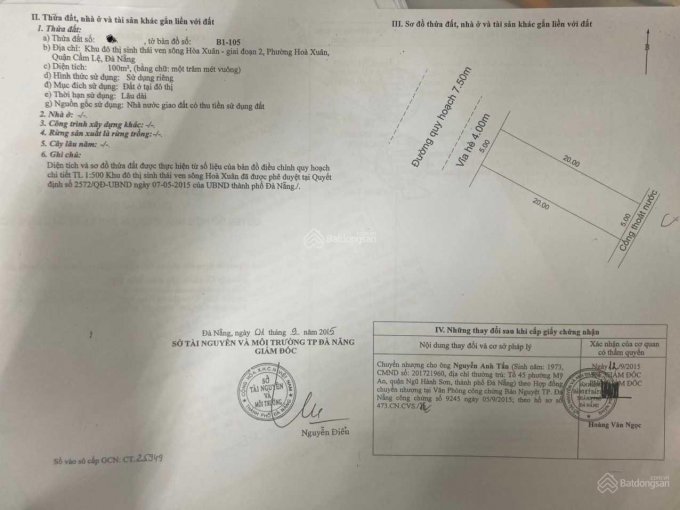 II. Thửa đất, nhà ở và tài sản khác gắn liền với đất
1. Thửa đất:
a) Thửa đất số: , tờ bản đồ số: B1-105
b) Địa chỉ: Khu đô thị sinh thái ven sông Hòa Xuân - giai đoạn 2, Phường Hoà Xuân,
Quận Cẩm Lệ, Đà Nẵng
c) Diện tích: 100m², (bằng chữ: một trăm mét vuông)
d) Hình thức sử dụng: Sử dụng riêng
đ) Mục đích sử dụng: Đất ở tại đô thị
e) Thời hạn sử dụng: Lâu dài
g) Nguồn gốc sử dụng: Nhà nước giao đất có thu tiền sử dụng đất
2. Nhà ở: -/-
3. Công trình xây dựng khác: -/-
4. Rừng sản xuất là rừng trồng:-/-
5. Cây lâu năm: -/-
6. Ghi chú:
Diện tích và sơ đồ thửa đất được thực hiện từ số liệu của bản đồ điều chỉnh quy hoạch
chi tiết TL 1:500 Khu đô thị sinh thái ven sông Hoà Xuân đã được phê duyệt tại Quyết
định số 2572/QĐ-UBND ngày 07-05-2015 của UBND thành phố Đà Nẵng/.
III. Sơ đồ thửa đất, nhà ở và tài sản khác gắn liền với đất
B
Đường quy hoạch 7.50m
Vỉa hè 4.00m
5.00
20.00
20.00
5.00
Cống thoát nước
Đà Nẵng, ngày 01 tháng 9 năm 2015
SỞ TÀI NGUYÊN VÀ MÔI TRƯỜNG TP ĐÀ NẴNG
GIÁM ĐỐC
SỞ
TÀI NGUYÊN
VÀ
MÔI TRƯỜNG
Nguyễn Điểu
Số vào sổ cấp GCN: CT.25949
IV. Những thay đổi sau khi cấp giấy chứng nhận
Nội dung thay đổi và cơ sở pháp lý
Xác nhận của cơ quan
có thẩm quyền
Chuyển nhượng cho ông Nguyễn Anh Tấn (Sinh năm: 1973,
CMND số: 201721960, địa chỉ thường trú: Tổ 45 phường Mỹ
An, quận Ngũ Hành Sơn, thành phố Đà Nẵng) theo Hợp đồng
chuyển nhượng tại Văn Phòng công chứng Bảo Nguyệt TP. Đà
Nẵng công chứng số 9245 ngày 05/9/2015; theo hồ sơ số
473.CN.CVS./
Ngày /9/2015
GIÁM ĐỐC
Hoàng Văn Ngọc
Batdongsan
Batdongsan
.com.vn